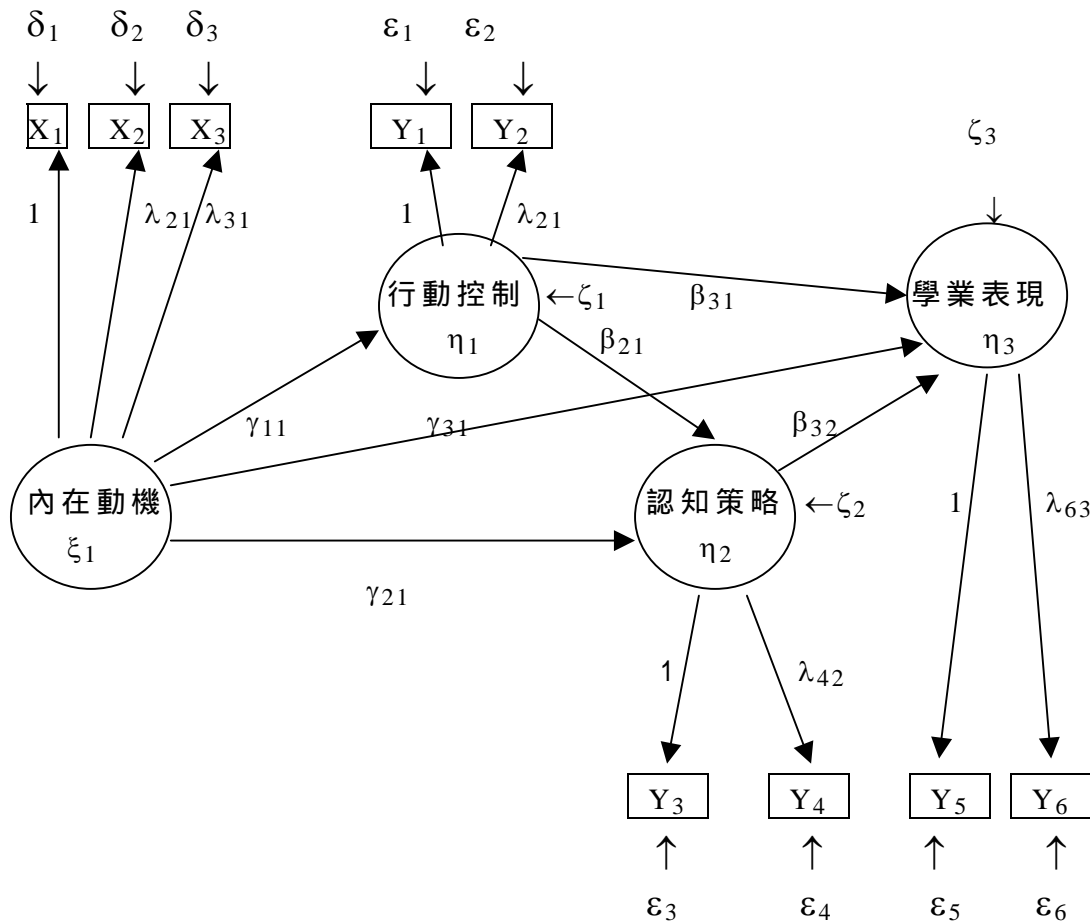 δ1 δ2 δ3 ε1 ε2
↓ ↓ ↓ ↓ ↓
X1 X2 X3 Y1 Y2
ζ3
↓
1 λ21 λ31 1 λ21
行動控制 ←ζ1
η1
β31
學業表現
η3
β21
γ11 γ31 β32
內在動機
ξ1
認知策略 ←ζ2
η2
1 λ63
γ21
1 λ42
Y3 Y4 Y5 Y6
↑ ↑ ↑ ↑
ε3 ε4 ε5 ε6